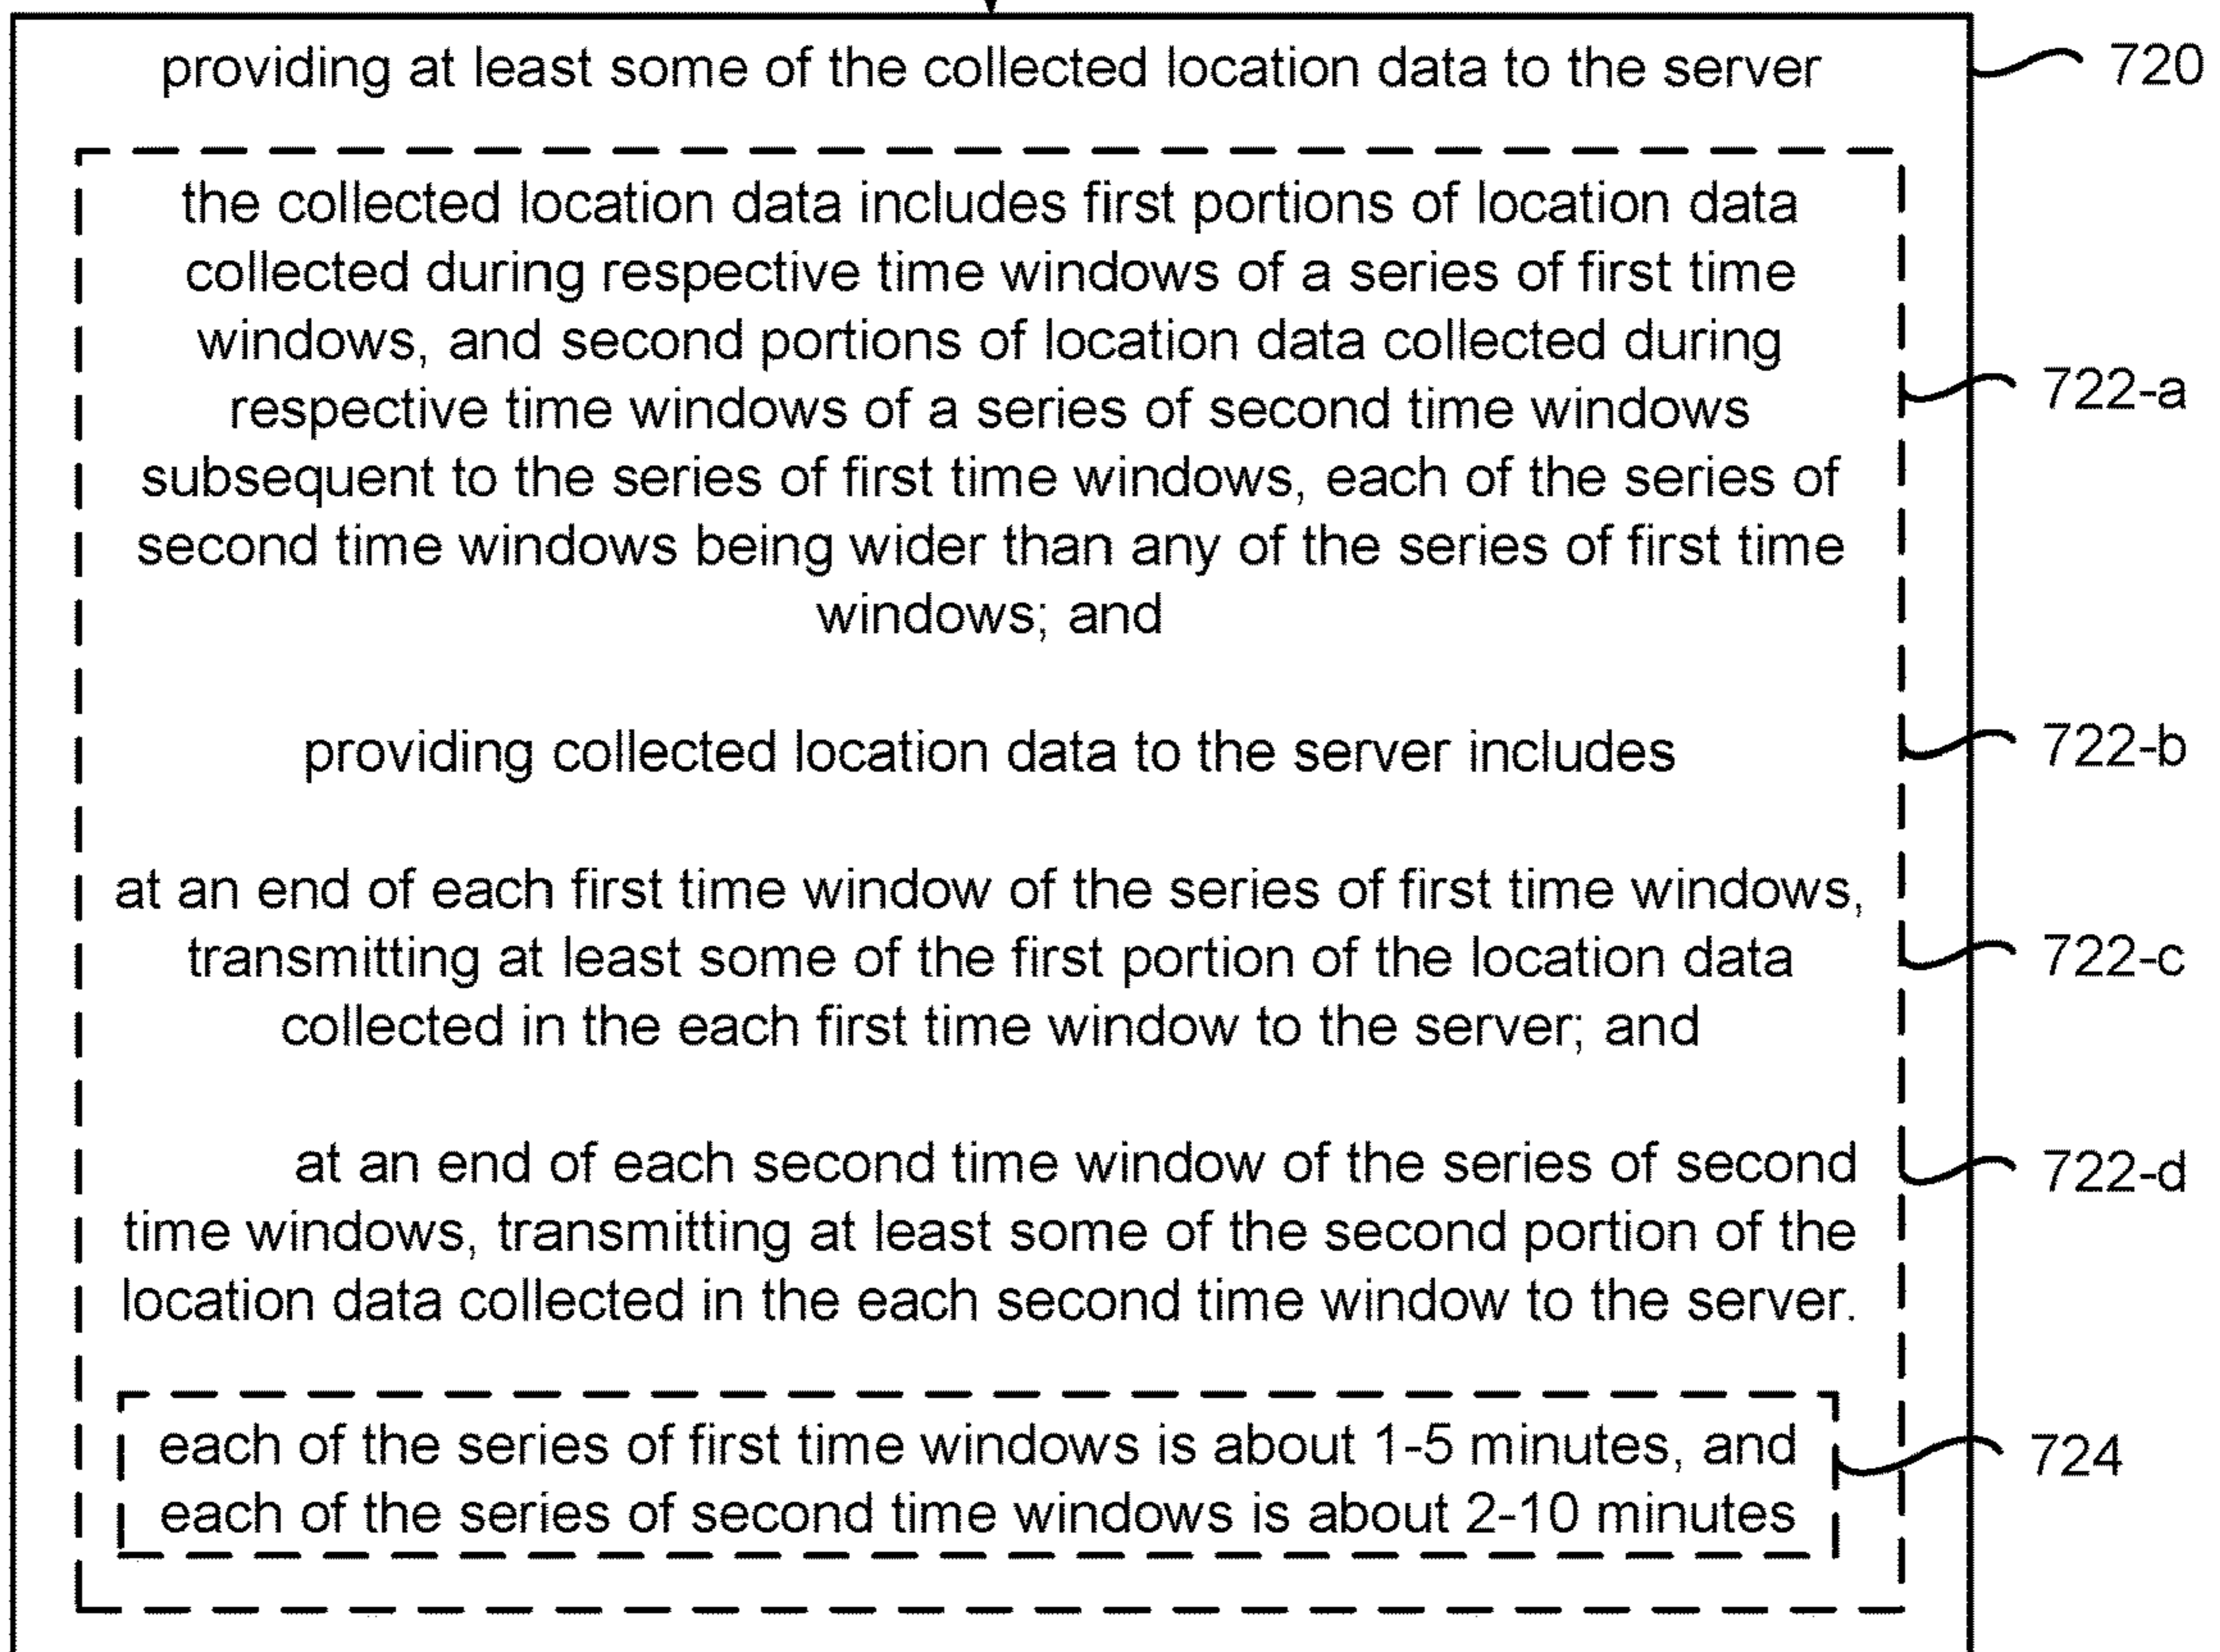 providing at least some of the collected location data to the server
720
the collected location data includes first portions of location data
collected during respective time windows of a series of first time
windows, and second portions of location data collected during
722-a
respective time windows of a series of second time windows
subsequent to the series of first time windows, each of the series of
second time windows being wider than any of the series of first time
windows; and
providing collected location data to the server includes
722-b
at an end of each first time window of the series of first time windows,
transmitting at least some of the first portion of the location data
722-c
collected in the each first time window to the server; and
at an end of each second time window of the series of second
722-d
time windows, transmitting at least some of the second portion of the
location data collected in the each second time window to the server.
each of the series of first time windows is about 1-5 minutes, and
724
each of the series of second time windows is about 2-10 minutes